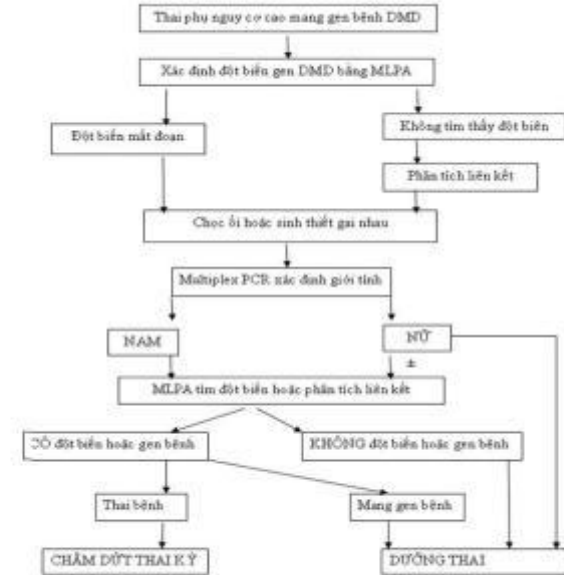 Thai phụ nguy cơ cao mang gen bệnh DMD
Xác định đột biến gen DMD bằng MLPA
Đột biến mất đoạn
Không tìm thấy đột biến
Phân tích liên kết
Chọc ối hoặc sinh thiết gai nhau
Multiplex PCR xác định giới tính
NAM
NỮ
±
MLPA tìm đột biến hoặc phân tích liên kết
CÓ đột biến hoặc gen bệnh
KHÔNG đột biến hoặc gen bệnh
Thai bệnh
Mang gen bệnh
CHẤM DỨT THAI KỲ
DƯỠNG THAI